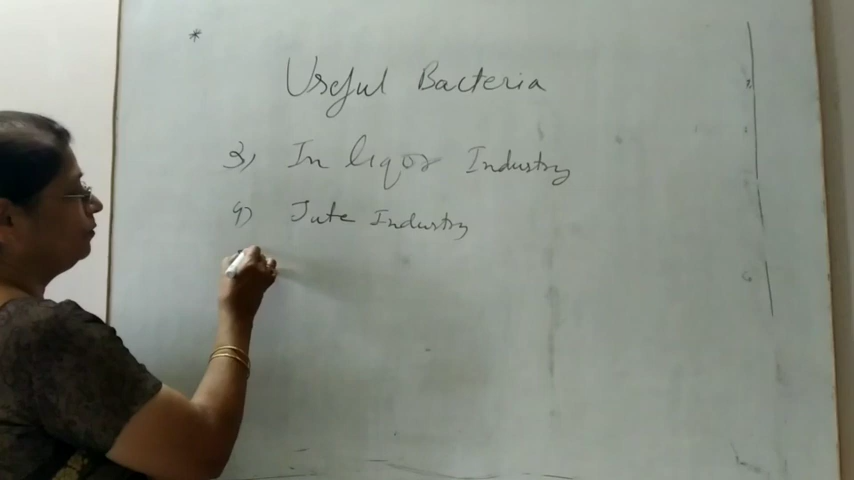 *
Useful Bacteria
3) In liqor Industry
4) Jute Industry